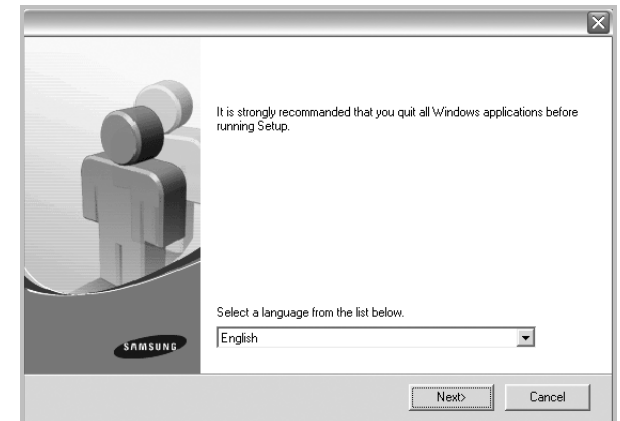 It is strongly recommanded that you quit all Windows applications before
running Setup.
Select a language from the list below.
English
SAMSUNG
Next>
Cancel